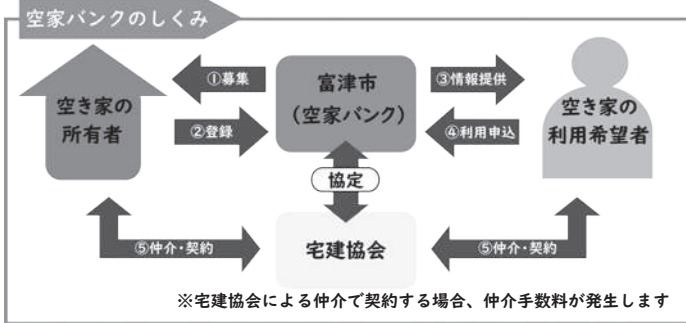 空家バンクのしくみ
①募集
②登録
空き家の
所有者
富津市
(空家バンク)
③情報提供
④利用申込
空き家の
利用希望者
協定
⑤仲介・契約
宅建協会
⑤仲介・契約
※宅建協会による仲介で契約する場合、仲介手数料が発生します